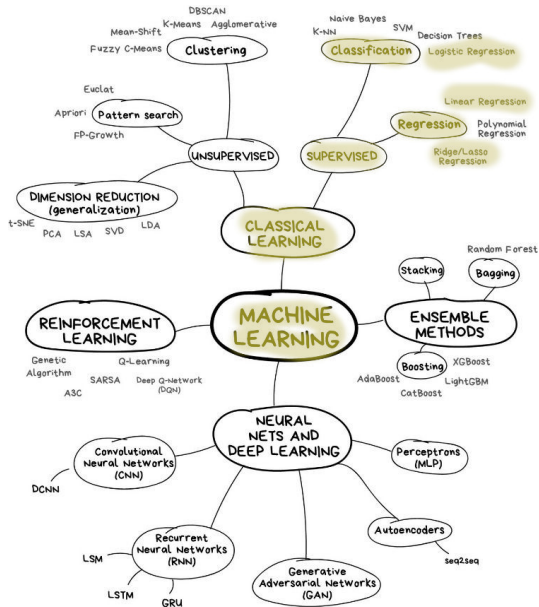 DBSCAN
Mean-Shift
K-Means
Agglomerative
Fuzzy C-Means
Clustering
Euclat
Apriori
Pattern search
FP-Growth
UNSUPERVISED
DIMENSION REDUCTION
(generalization)
t-SNE
PCA
LSA
SVD
LDA
Naive Bayes
K-NN
SVM
Decision Trees
Classification
Logistic Regression
Linear Regression
Regression
Polynomial
Regression
SUPERVISED
Ridge/Lasso
Regression
CLASSICAL
LEARNING
MACHINE
LEARNING
Random Forest
Stacking
Bagging
ENSEMBLE
METHODS
Boosting
XGBoost
AdaBoost
LightGBM
CatBoost
REINFORCEMENT
LEARNING
Genetic
Algorithm
Q-Learning
A3C
SARSA
Deep Q-Network
(DQN)
NEURAL
NETS AND
DEEP LEARNING
Convolutional
Neural Networks
(CNN)
DCNN
Perceptrons
(MLP)
Recurrent
Neural Networks
(RNN)
LSM
LSTM
GRU
Generative
Adversarial Networks
(GAN)
Autoencoders
seq2seq